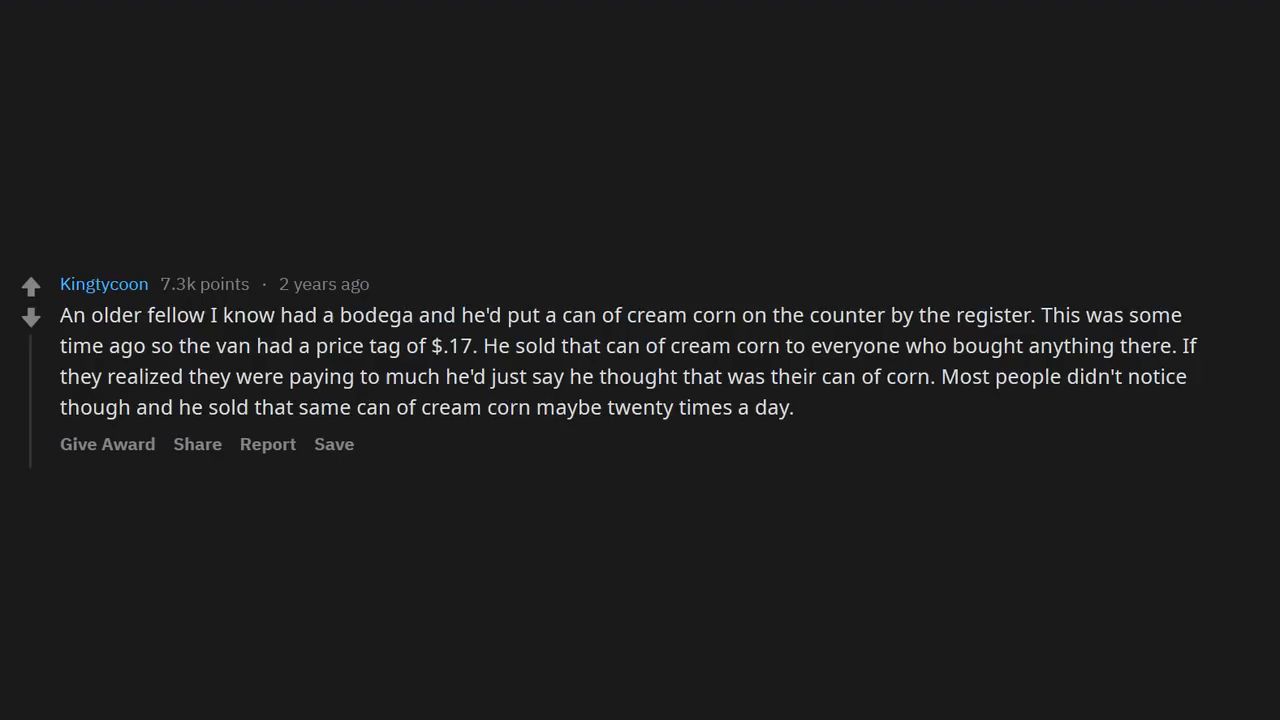 Kingtycoon 7.3k points · 2 years ago
An older fellow I know had a bodega and he'd put a can of cream corn on the counter by the register. This was some
time ago so the van had a price tag of $.17. He sold that can of cream corn to everyone who bought anything there. If
they realized they were paying to much he'd just say he thought that was their can of corn. Most people didn't notice
though and he sold that same can of cream corn maybe twenty times a day.
Give Award Share Report Save